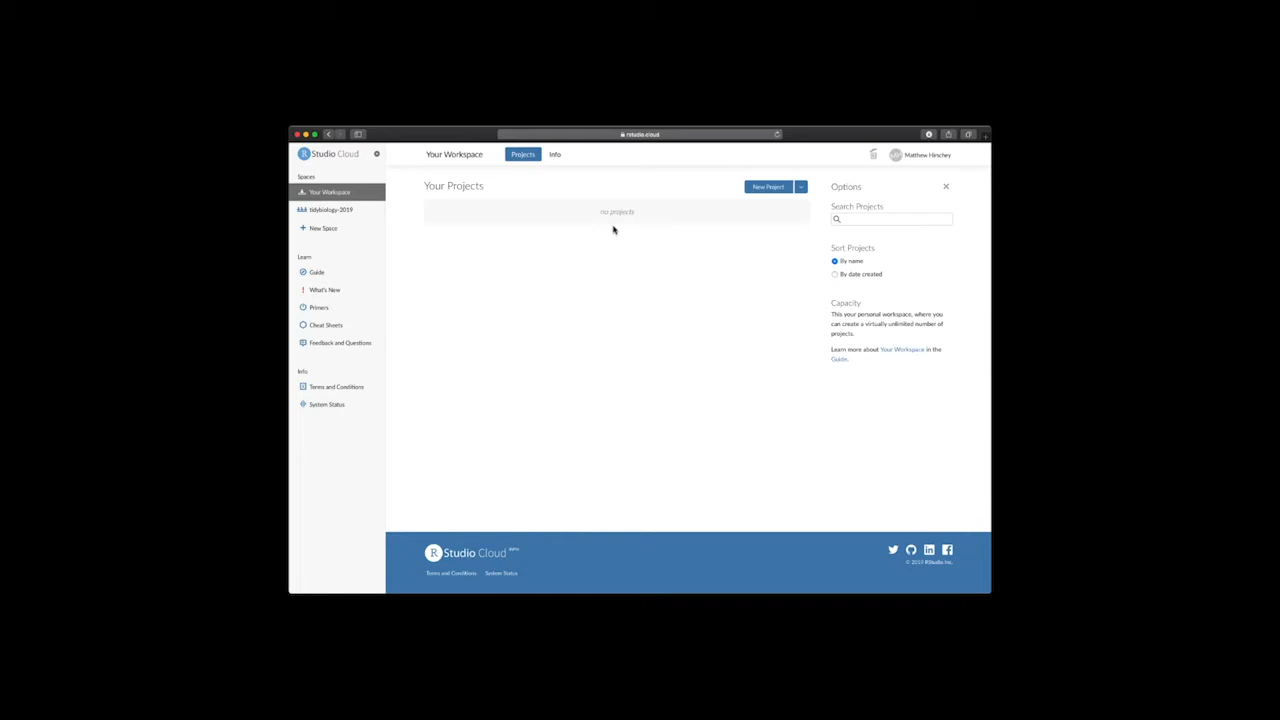 rstudio.cloud
R Studio Cloud
Spaces
Your Workspace
tidybiology-2019
New Space
Learn
Guide
What's New
Primers
Cheat Sheets
Feedback and Questions
Info
Terms and Conditions
System Status
Your Workspace
Projects
Info
Matthew Hirschey
Your Projects
New Project
no projects
Options
Search Projects
Sort Projects
By name
By date created
Capacity
This your personal workspace, where you
can create a virtually unlimited number of
projects.
Learn more about Your Workspace in the
Guide.
R Studio Cloud alpha
Terms and Conditions System Status
© 2019 RStudio Inc.